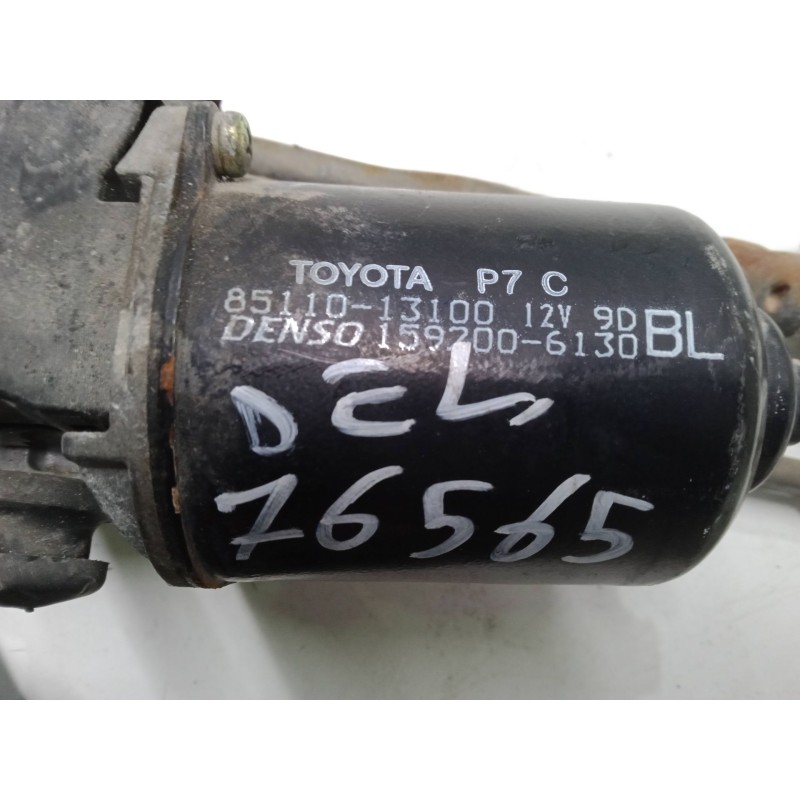 TOYOTA P7 C
85110-13100 12V 9D
DENSO 159200-6130 BL
DEL,
76565